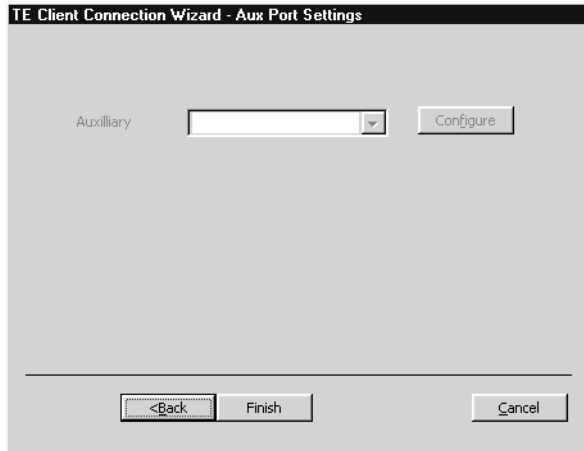 TE Client Connection Wizard - Aux Port Settings
Auxilliary
Configure
<Back
Finish
Cancel